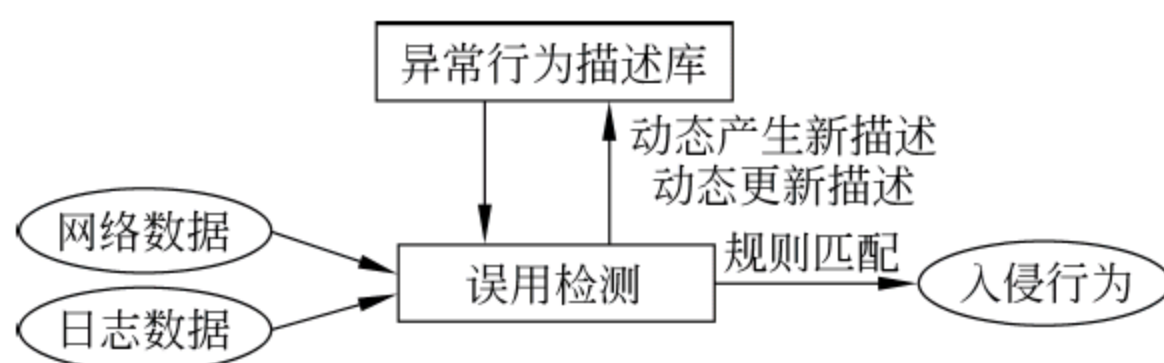 异常行为描述库
动态产生新描述
动态更新描述
网络数据
误用检测
规则匹配
入侵行为
日志数据